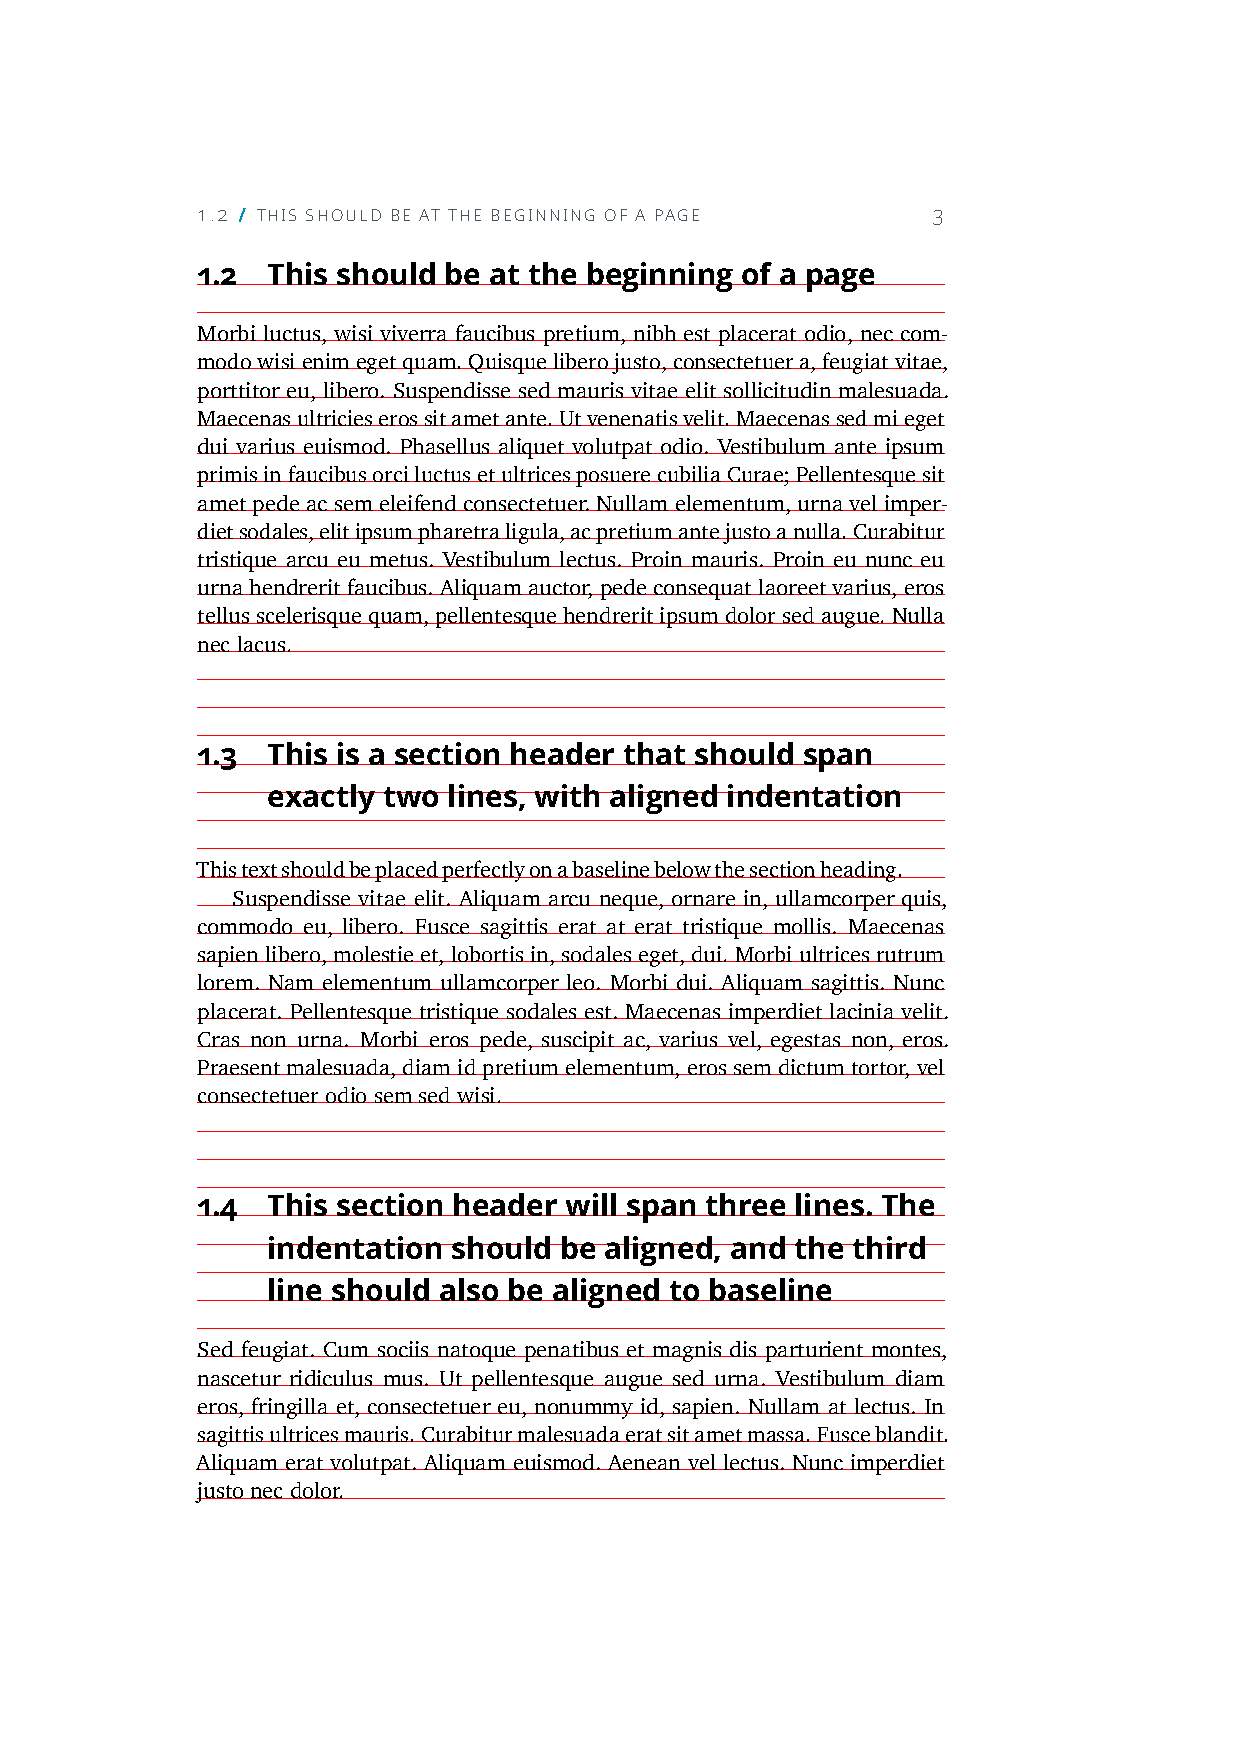 1.2 / THIS SHOULD BE AT THE BEGINNING OF A PAGE 3
1.2 This should be at the beginning of a page
Morbi luctus, wisi viverra faucibus pretium, nibh est placerat odio, nec com-
modo wisi enim eget quam. Quisque libero justo, consectetuer a, feugiat vitae,
porttitor eu, libero. Suspendisse sed mauris vitae elit sollicitudin malesuada.
Maecenas ultricies eros sit amet ante. Ut venenatis velit. Maecenas sed mi eget
dui varius euismod. Phasellus aliquet volutpat odio. Vestibulum ante ipsum
primis in faucibus orci luctus et ultrices posuere cubilia Curae; Pellentesque sit
amet pede ac sem eleifend consectetuer. Nullam elementum, urna vel imper-
diet sodales, elit ipsum pharetra ligula, ac pretium ante justo a nulla. Curabitur
tristique arcu eu metus. Vestibulum lectus. Proin mauris. Proin eu nunc eu
urna hendrerit faucibus. Aliquam auctor, pede consequat laoreet varius, eros
tellus scelerisque quam, pellentesque hendrerit ipsum dolor sed augue. Nulla
nec lacus.
1.3 This is a section header that should span
exactly two lines, with aligned indentation
This text should be placed perfectly on a baseline below the section heading.
Suspendisse vitae elit. Aliquam arcu neque, ornare in, ullamcorper quis,
commodo eu, libero. Fusce sagittis erat at erat tristique mollis. Maecenas
sapien libero, molestie et, lobortis in, sodales eget, dui. Morbi ultrices rutrum
lorem. Nam elementum ullamcorper leo. Morbi dui. Aliquam sagittis. Nunc
placerat. Pellentesque tristique sodales est. Maecenas imperdiet lacinia velit.
Cras non urna. Morbi eros pede, suscipit ac, varius vel, egestas non, eros.
Praesent malesuada, diam id pretium elementum, eros sem dictum tortor, vel
consectetuer odio sem sed wisi.
1.4 This section header will span three lines. The
indentation should be aligned, and the third
line should also be aligned to baseline
Sed feugiat. Cum sociis natoque penatibus et magnis dis parturient montes,
nascetur ridiculus mus. Ut pellentesque augue sed urna. Vestibulum diam
eros, fringilla et, consectetuer eu, nonummy id, sapien. Nullam at lectus. In
sagittis ultrices mauris. Curabitur malesuada erat sit amet massa. Fusce blandit.
Aliquam erat volutpat. Aliquam euismod. Aenean vel lectus. Nunc imperdiet
justo nec dolor.